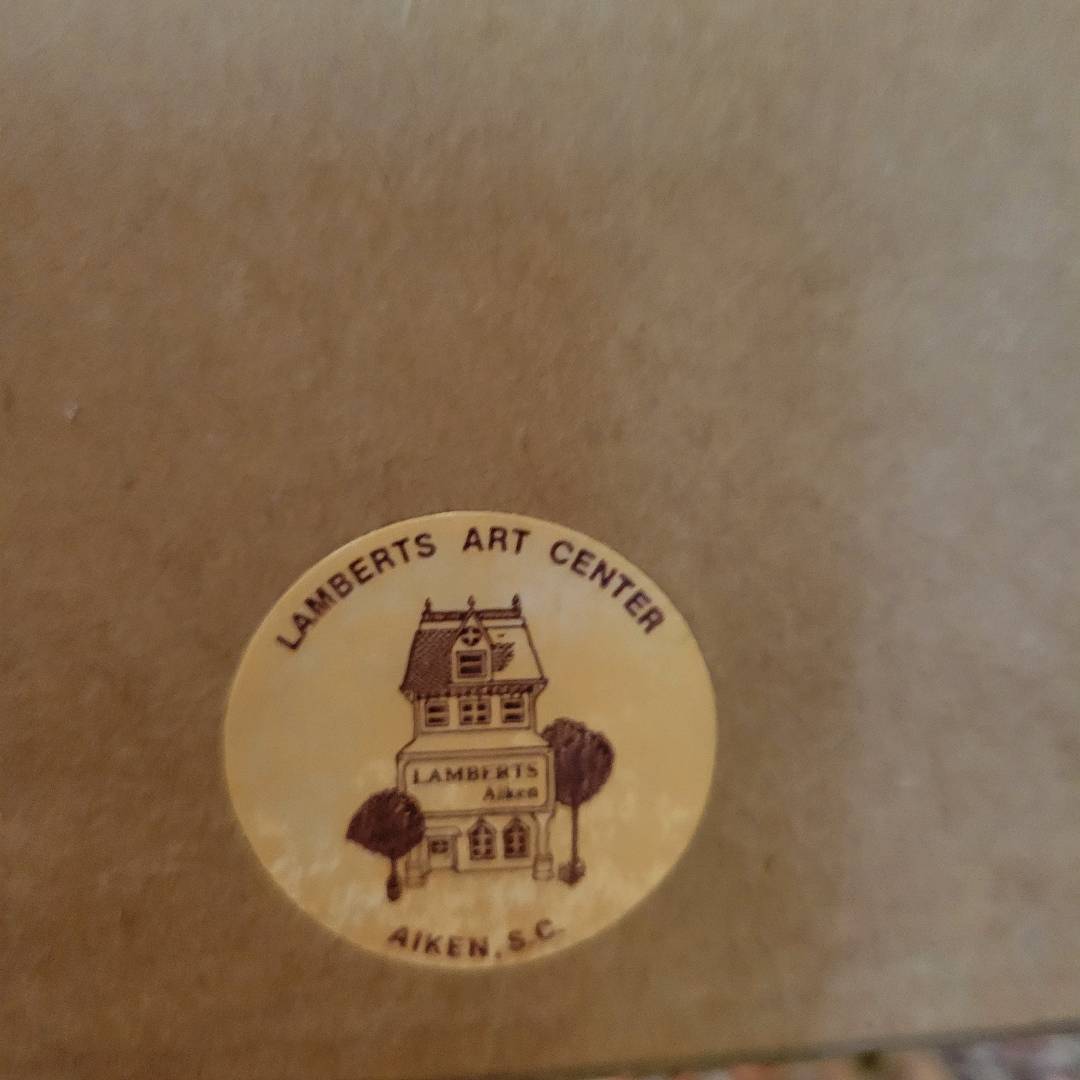 LAMBERTS ART CENTER
LAMBERTS
Aiken
AIKEN, S.C.